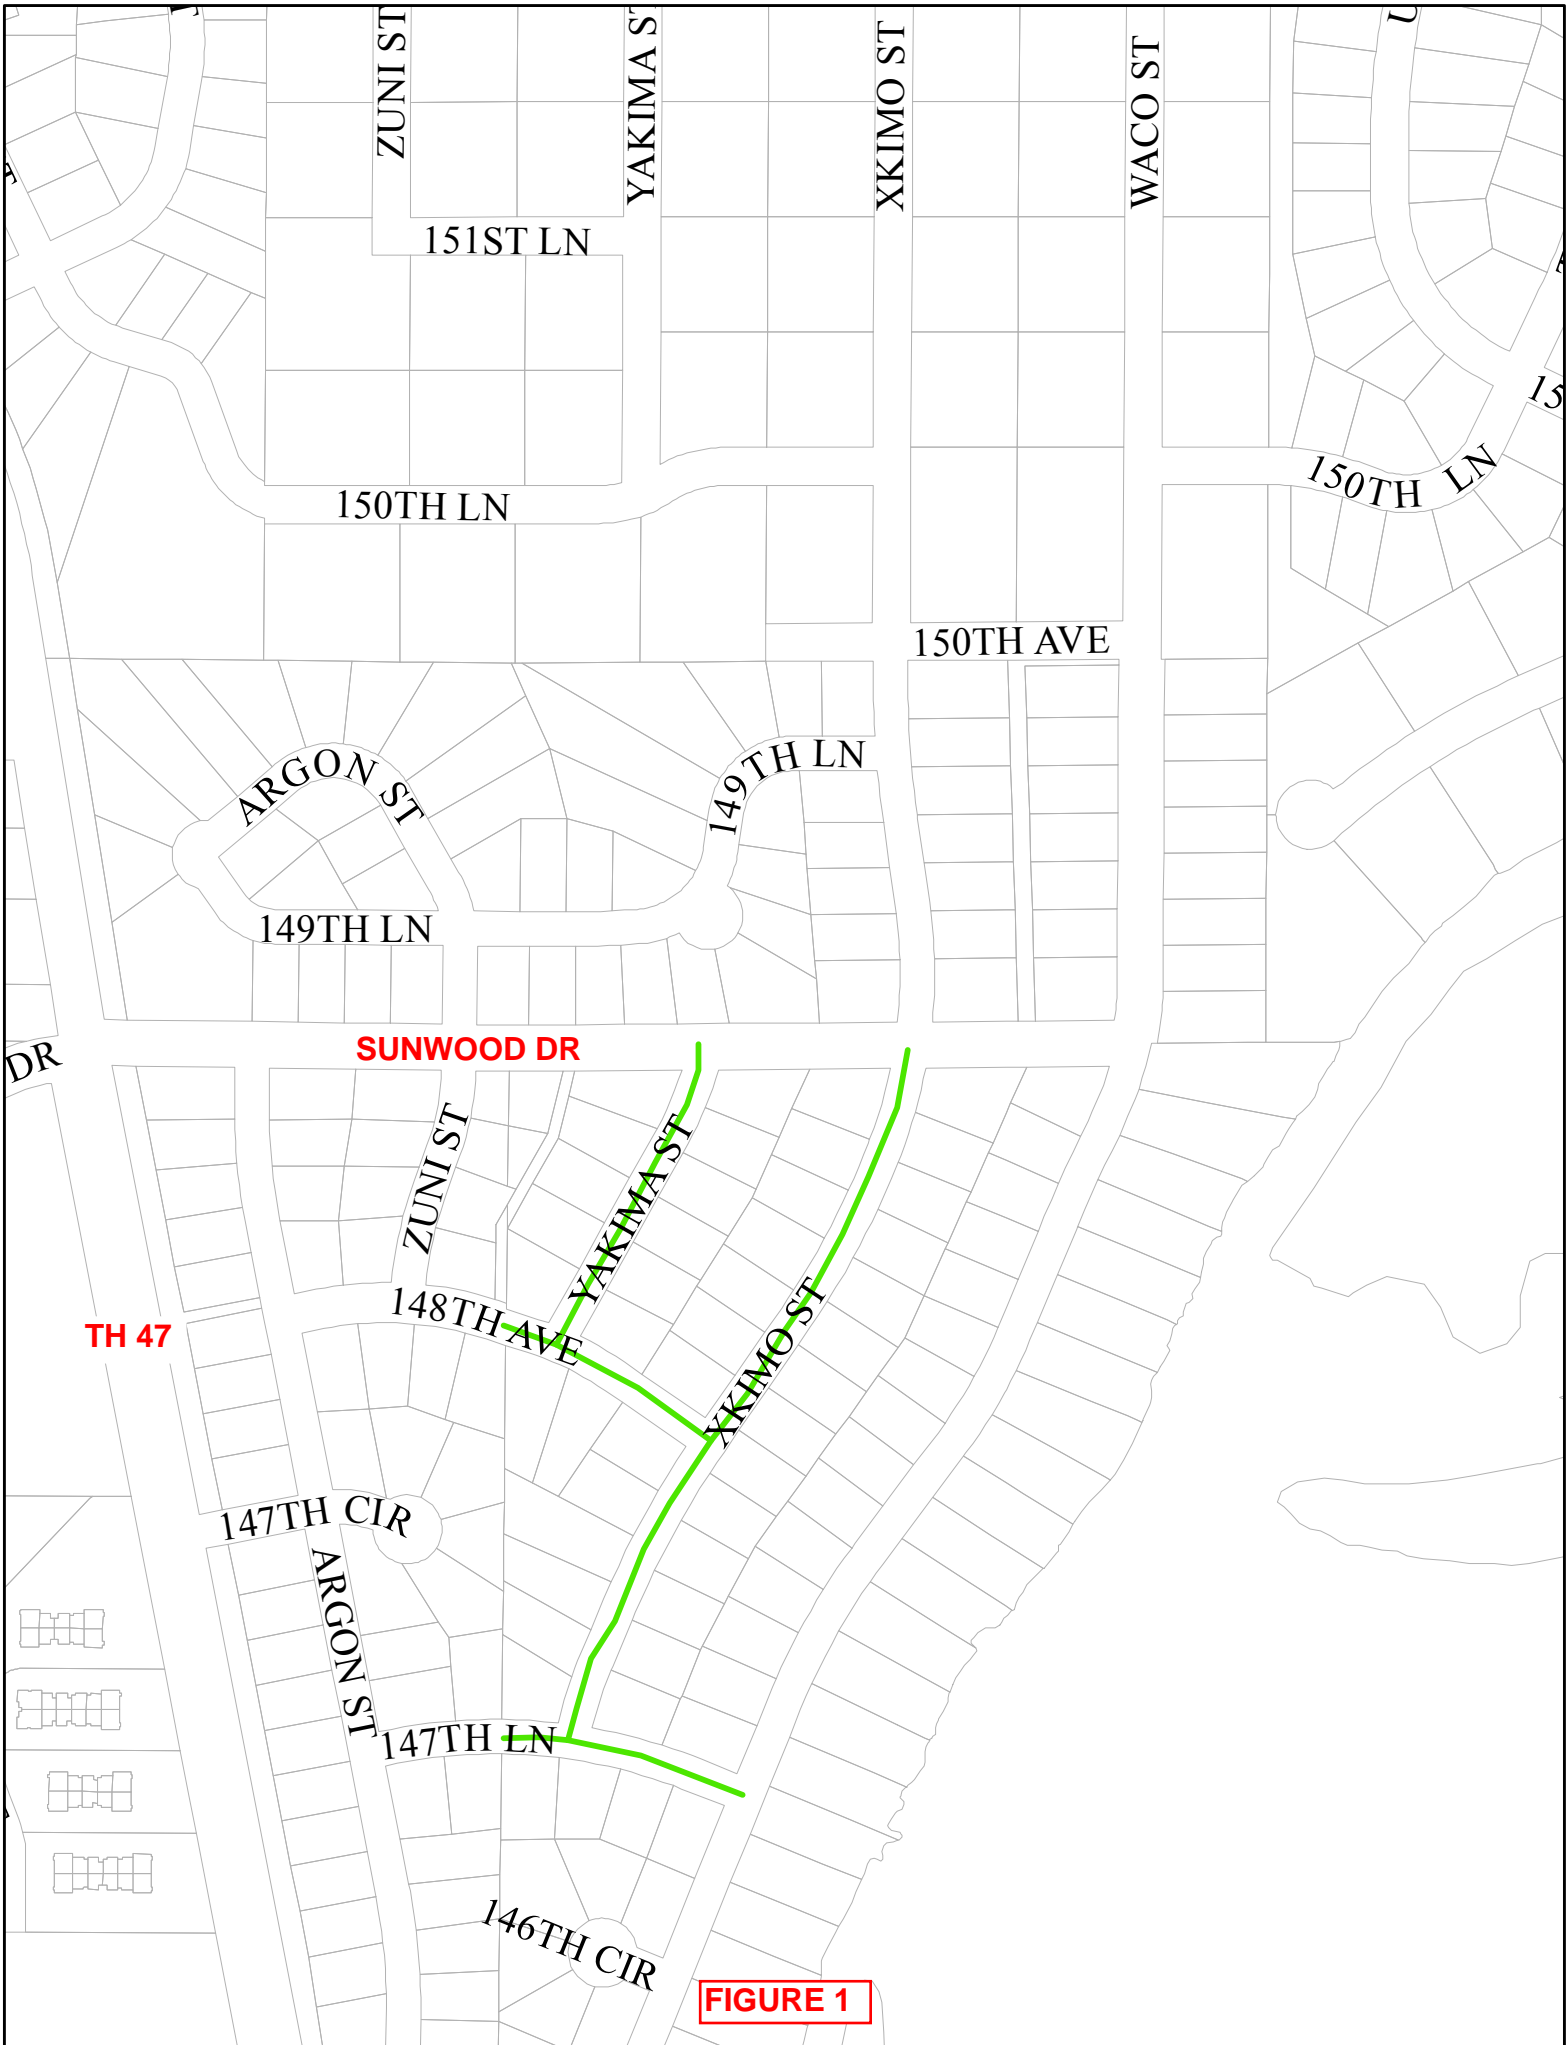 ZUNI ST
YAKIMA ST
XKIMO ST
WACO ST
U
151ST LN
15
150TH LN
150TH LN
150TH AVE
ARGON ST
149TH LN
149TH LN
SUNWOOD DR
DR
ZUNI ST
YAKIMA ST
148TH AVE
XKIMO ST
TH 47
147TH CIR
ARGON ST
147TH LN
146TH CIR
FIGURE 1